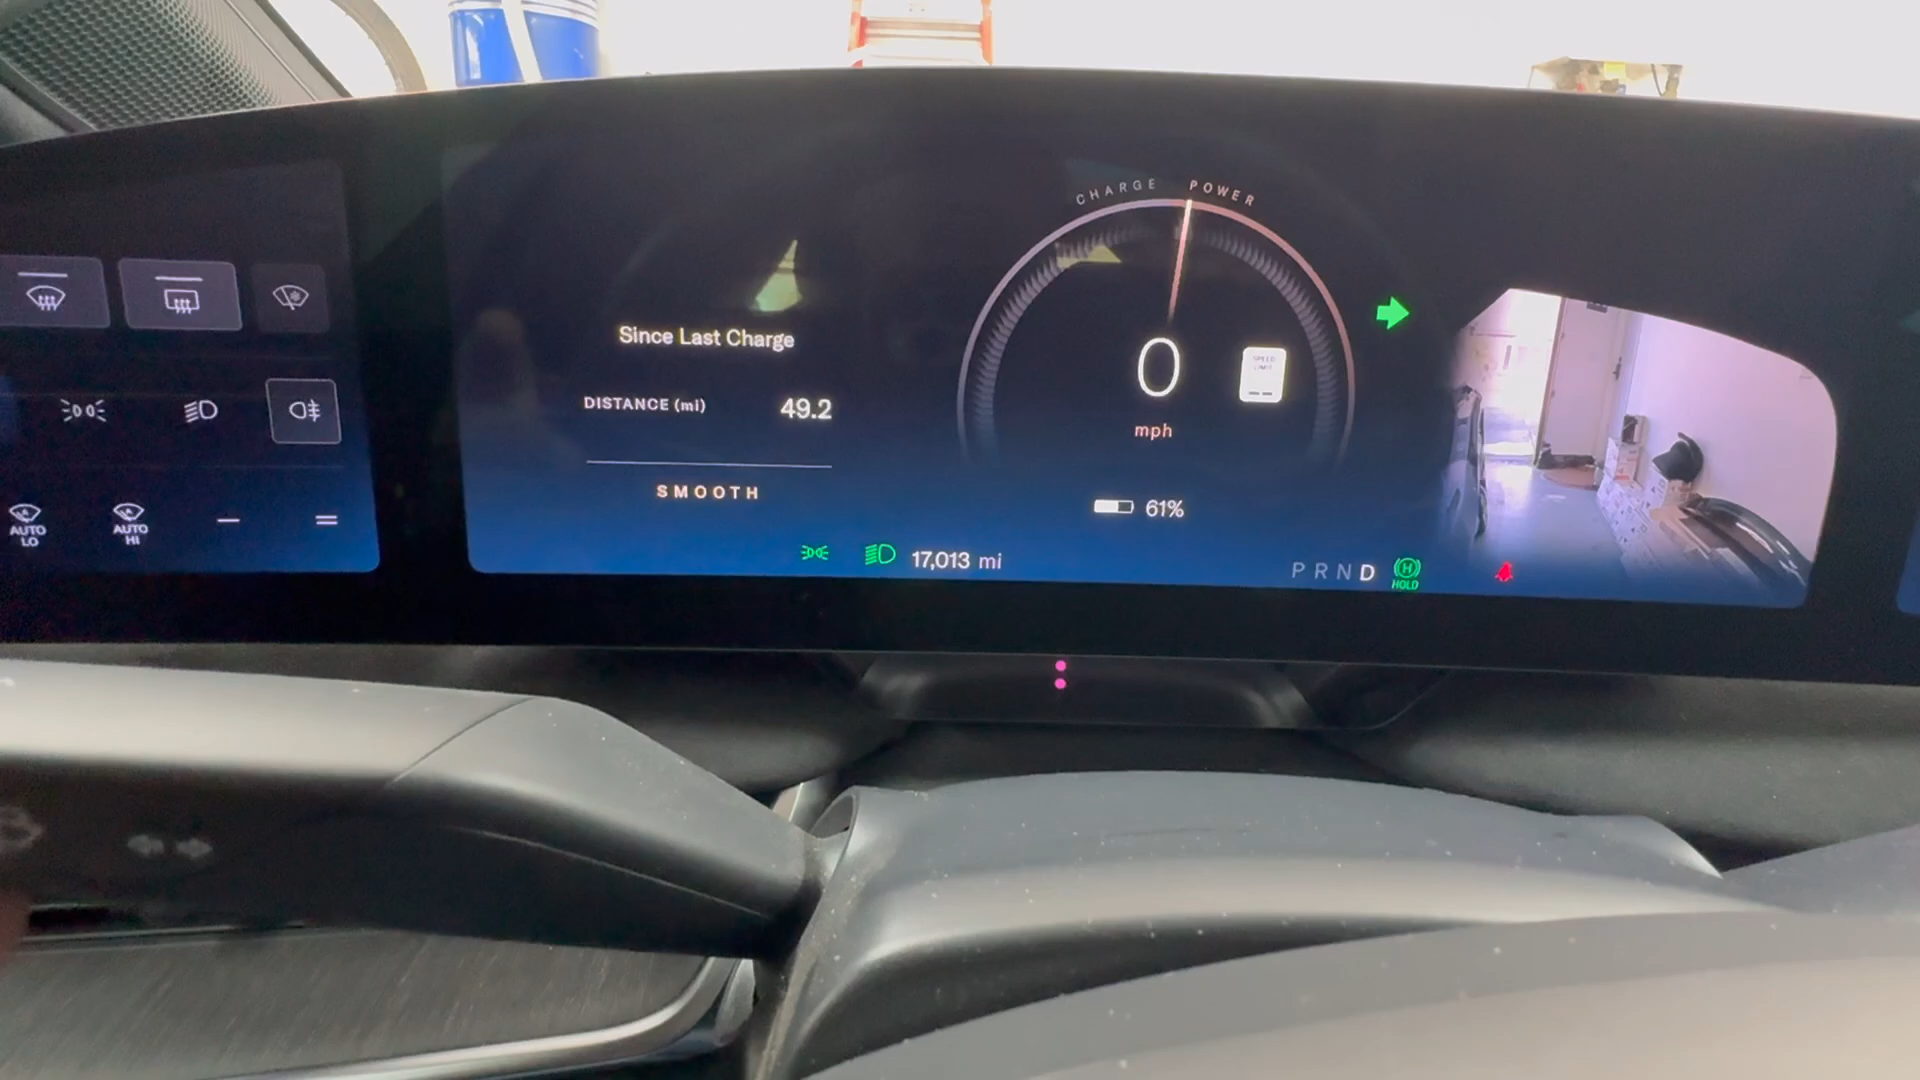 CHARGE POWER
Since Last Charge
0
SPEED
LIMIT
--
DISTANCE (mi) 49.2
mph
SMOOTH
61%
AUTO
LO
AUTO
HI
17,013 mi
P R N D
H
HOLD